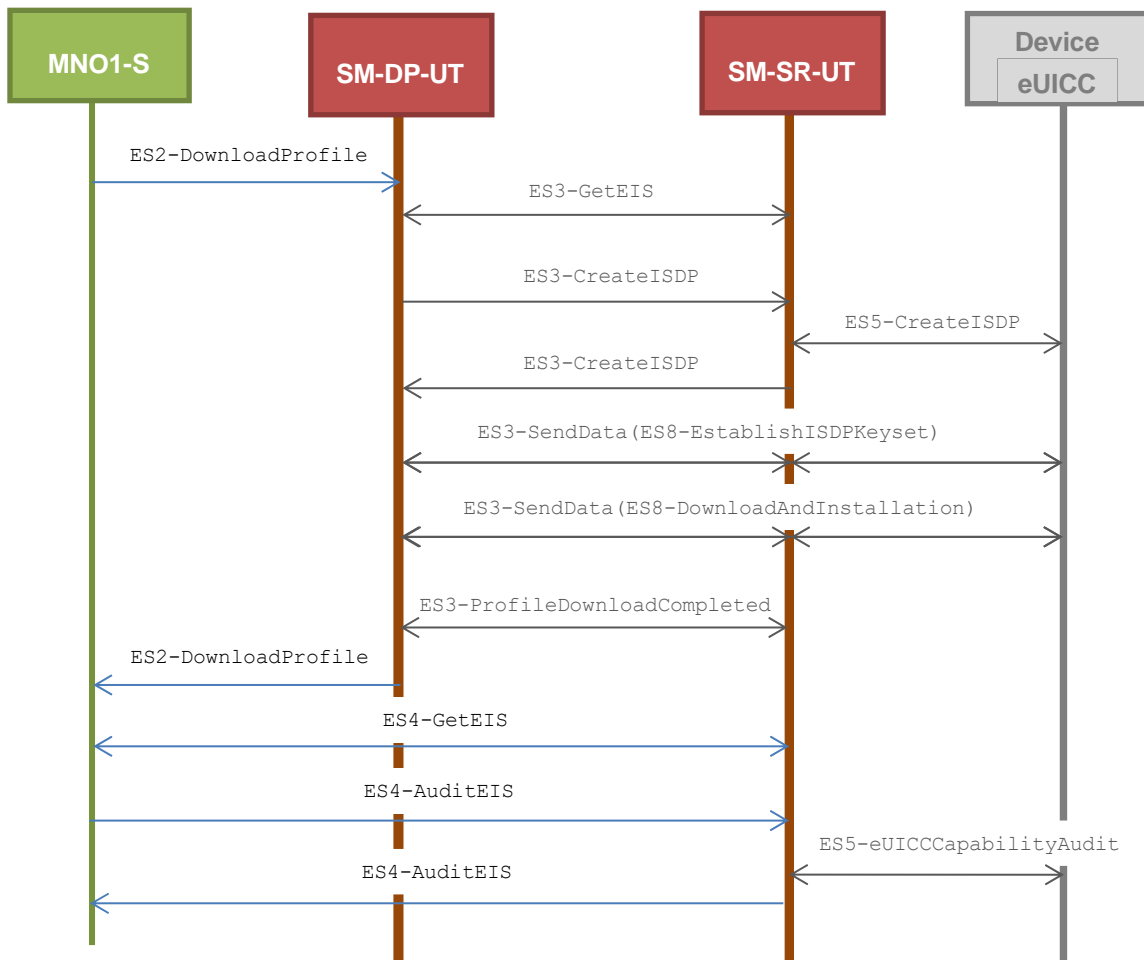 MNO1-S
SM-DP-UT
SM-SR-UT
Device
eUICC
ES2-DownloadProfile
ES3-GetEIS
ES3-CreateISDP
ES5-CreateISDP
ES3-CreateISDP
ES3-SendData(ES8-EstablishISDPKeyset)
ES3-SendData(ES8-DownloadAndInstallation)
ES3-ProfileDownloadCompleted
ES2-DownloadProfile
ES4-GetEIS
ES4-AuditEIS
ES5-eUICCCapabilityAudit
ES4-AuditEIS